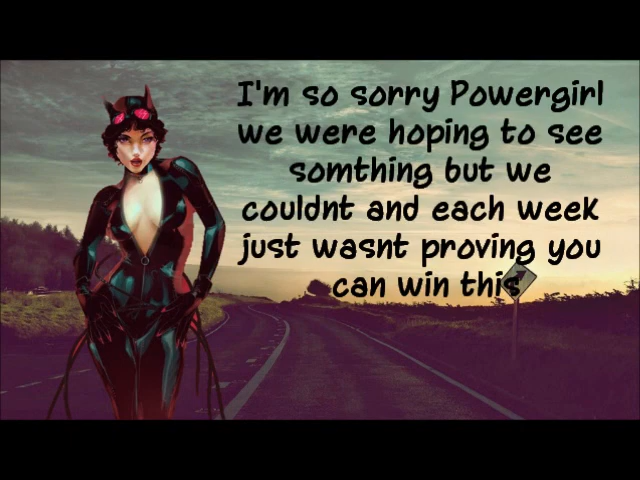 I'm so sorry Powergirl
we were hoping to see
somthing but we
couldnt and each week
just wasnt proving you
can win this